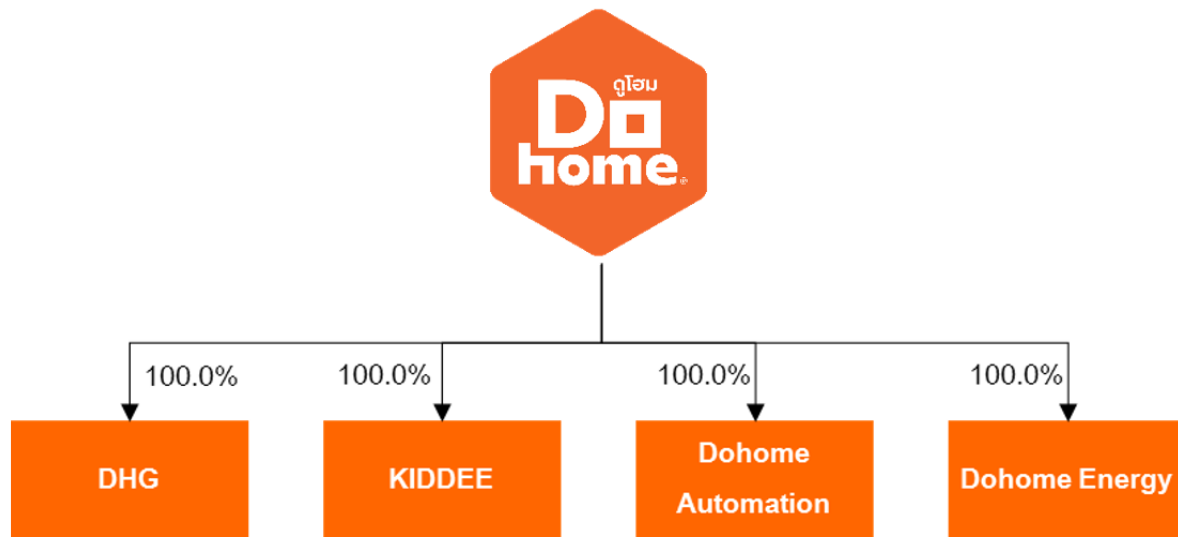 ดูโฮม
Do
home
100.0%
100.0%
100.0%
100.0%
DHG
KIDDEE
Dohome
Automation
Dohome Energy